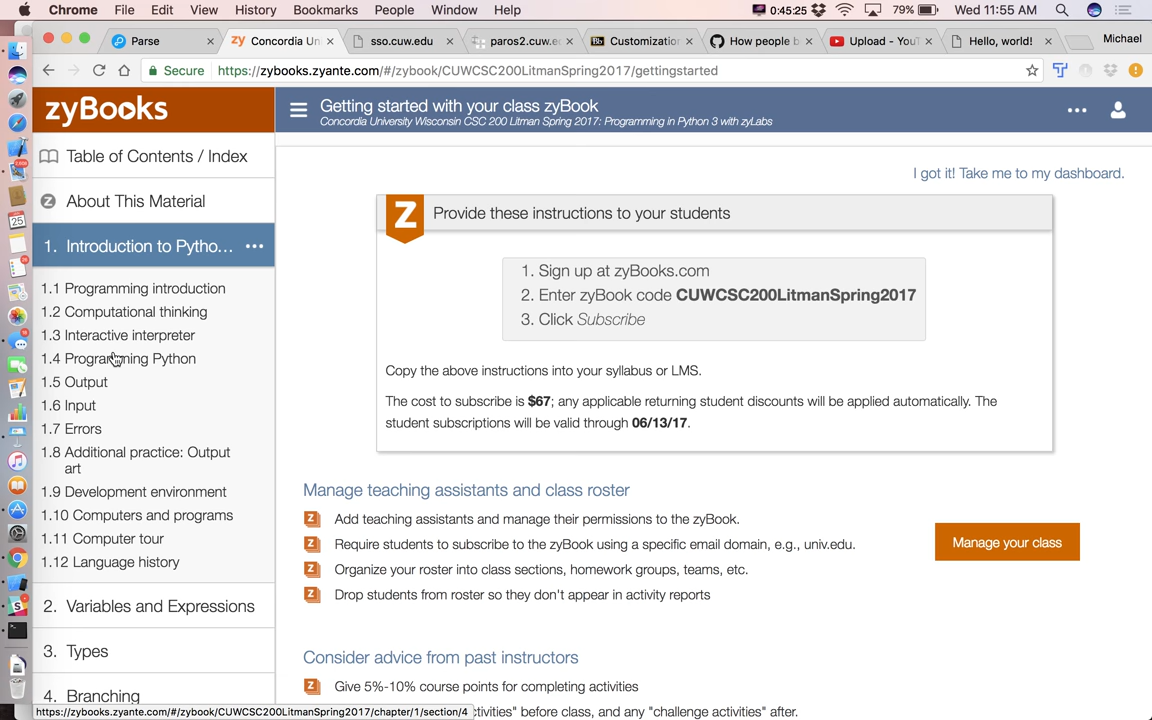 Chrome File Edit View History Bookmarks People Window Help 0:45:25 79% Wed 11:55 AM
Parse Concordia Un sso.cuw.edu paros2.cuw.e Customizatio How people b Upload - You Hello, world! Michael
Secure https://zybooks.zyante.com/#/zybook/CUWCSC200LitmanSpring2017/gettingstarted
zyBooks
Getting started with your class zyBook
Concordia University Wisconsin CSC 200 Litman Spring 2017: Programming in Python 3 with zyLabs
Table of Contents / Index
About This Material
1. Introduction to Pytho...
1.1 Programming introduction
1.2 Computational thinking
1.3 Interactive interpreter
1.4 Programming Python
1.5 Output
1.6 Input
1.7 Errors
1.8 Additional practice: Output
art
1.9 Development environment
1.10 Computers and programs
1.11 Computer tour
1.12 Language history
2. Variables and Expressions
3. Types
4. Branching
https://zybooks.zyante.com/#/zybook/CUWCSC200LitmanSpring2017/chapter/1/section/4
I got it! Take me to my dashboard.
Z Provide these instructions to your students
1. Sign up at zyBooks.com
2. Enter zyBook code CUWCSC200LitmanSpring2017
3. Click Subscribe
Copy the above instructions into your syllabus or LMS.
The cost to subscribe is $67; any applicable returning student discounts will be applied automatically. The
student subscriptions will be valid through 06/13/17.
Manage teaching assistants and class roster
Add teaching assistants and manage their permissions to the zyBook.
Require students to subscribe to the zyBook using a specific email domain, e.g., univ.edu.
Organize your roster into class sections, homework groups, teams, etc.
Drop students from roster so they don't appear in activity reports
Manage your class
Consider advice from past instructors
Give 5%-10% course points for completing activities
ctivities" before class, and any "challenge activities" after.